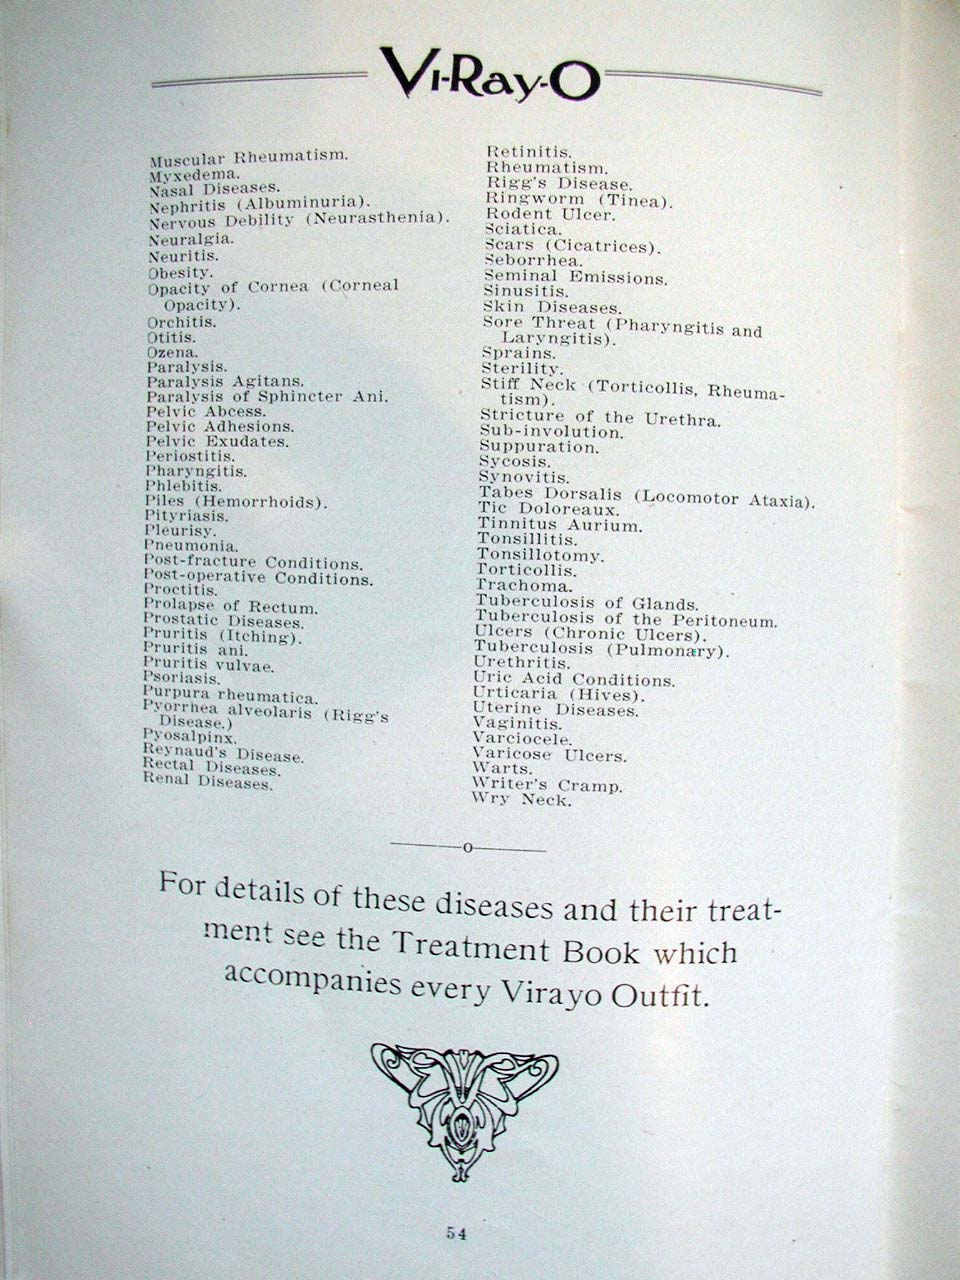 Vi-Ray-O
Muscular Rheumatism.
Myxedema.
Nasal Diseases.
Nephritis (Albuminuria).
Nervous Debility (Neurasthenia).
Neuralgia.
Neuritis.
Obesity.
Opacity of Cornea (Corneal
Opacity).
Orchitis.
Otitis.
Ozena.
Paralysis.
Paralysis Agitans.
Paralysis of Sphincter Ani.
Pelvic Abcess.
Pelvic Adhesions.
Pelvic Exudates.
Periostitis.
Pharyngitis.
Phlebitis.
Piles (Hemorrhoids).
Pityriasis.
Pleurisy.
Pneumonia.
Post-fracture Conditions.
Post-operative Conditions.
Proctitis.
Prolapse of Rectum.
Prostatic Diseases.
Pruritis (Itching).
Pruritis ani.
Pruritis vulvae.
Psoriasis.
Purpura rheumatica.
Pyorrhea alveolaris (Rigg's
Disease.)
Pyosalpinx.
Reynaud's Disease.
Rectal Diseases.
Renal Diseases.
Retinitis.
Rheumatism.
Rigg's Disease.
Ringworm (Tinea).
Rodent Ulcer.
Sciatica.
Scars (Cicatrices).
Seborrhea.
Seminal Emissions.
Sinusitis.
Skin Diseases.
Sore Threat (Pharyngitis and
Laryngitis).
Sprains.
Sterility.
Stiff Neck (Torticollis, Rheuma-
tism).
Stricture of the Urethra.
Sub-involution.
Suppuration.
Sycosis.
Synovitis.
Tabes Dorsalis (Locomotor Ataxia).
Tic Doloreaux.
Tinnitus Aurium.
Tonsillitis.
Tonsillotomy.
Torticollis.
Trachoma.
Tuberculosis of Glands.
Tuberculosis of the Peritoneum.
Ulcers (Chronic Ulcers).
Tuberculosis (Pulmonary).
Urethritis.
Uric Acid Conditions.
Urticaria (Hives).
Uterine Diseases.
Vaginitis.
Varciocele.
Varicose Ulcers.
Warts.
Writer's Cramp.
Wry Neck.
o
For details of these diseases and their treat-
ment see the Treatment Book which
accompanies every Virayo Outfit.
54